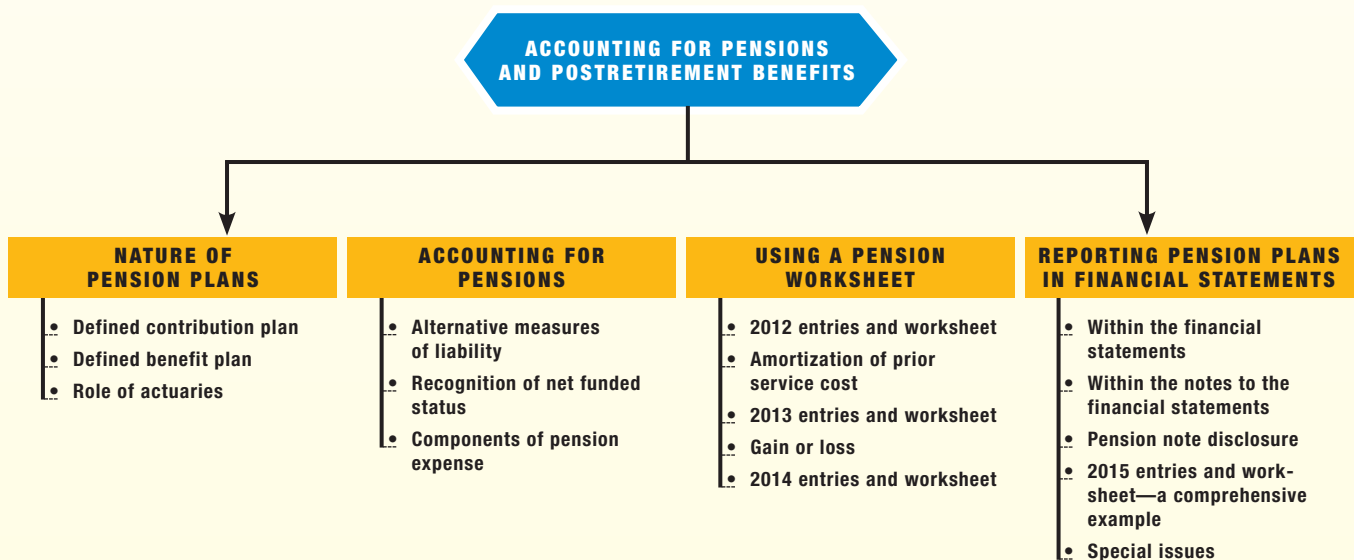 ACCOUNTING FOR PENSIONS
AND POSTRETIREMENT BENEFITS
NATURE OF
PENSION PLANS
• Defined contribution plan
• Defined benefit plan
• Role of actuaries
ACCOUNTING FOR
PENSIONS
• Alternative measures
of liability
• Recognition of net funded
status
• Components of pension
expense
USING A PENSION
WORKSHEET
• 2012 entries and worksheet
• Amortization of prior
service cost
• 2013 entries and worksheet
• Gain or loss
• 2014 entries and worksheet
REPORTING PENSION PLANS
IN FINANCIAL STATEMENTS
• Within the financial
statements
• Within the notes to the
financial statements
• Pension note disclosure
• 2015 entries and work-
sheet—a comprehensive
example
• Special issues